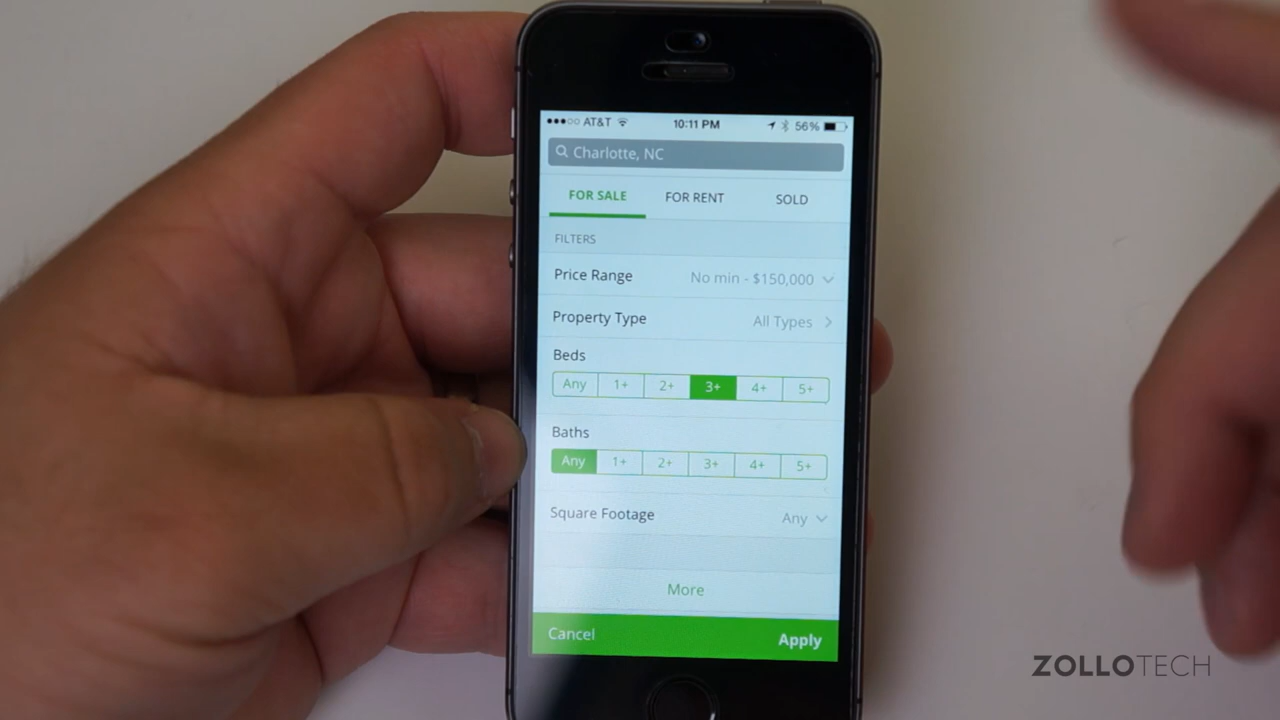 AT&T 10:11 PM 56%
Charlotte, NC
FOR SALE FOR RENT SOLD
FILTERS
Price Range No min - $150,000
Property Type All Types
Beds
Any 1+ 2+ 3+ 4+ 5+
Baths
Any 1+ 2+ 3+ 4+ 5+
Square Footage Any
More
Cancel Apply
ZOLLOTECH